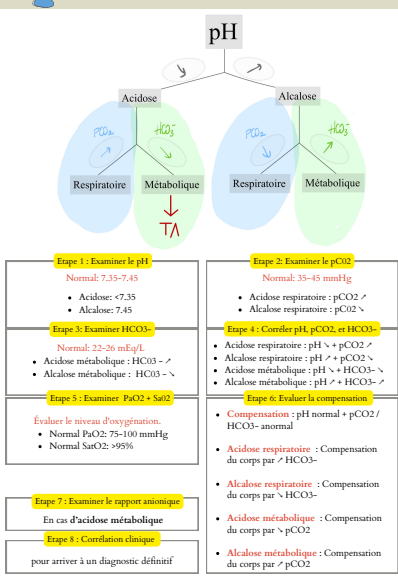 pH
↘ ↗
Acidose Alcalose
PCO2 HCO3- PCO2 HCO3-
↗ ↘ ↘ ↗
Respiratoire Métabolique Respiratoire Métabolique
TA
Etape 1 : Examiner le pH
Normal: 7.35-7.45
• Acidose: <7.35
• Alcalose: 7.45
Etape 2: Examiner le pC02
Normal: 35-45 mmHg
• Acidose respiratoire : pCO2 ↗
• Alcalose respiratoire : pC02 ↘
Etape 3: Examiner HCO3-
Normal: 22-26 mEq/L
• Acidose métabolique : HC03 - ↗
• Alcalose métabolique : HC03 - ↘
Etape 4 : Corréler pH, pCO2, et HCO3-
• Acidose respiratoire : pH ↘ + pCO2 ↗
• Alcalose respiratoire : pH ↗ + pCO2 ↘
• Acidose métabolique : pH ↘ + HCO3- ↘
• Alcalose métabolique : pH ↗ + HCO3- ↗
Etape 5 : Examiner PaO2 + Sa02
Évaluer le niveau d'oxygénation.
• Normal PaO2: 75-100 mmHg
• Normal SatO2: >95%
Etape 6: Evaluer la compensation
• Compensation : pH normal + pCO2 /
HCO3- anormal
• Acidose respiratoire : Compensation
du corps par ↗ HCO3-
• Alcalose respiratoire : Compensation
du corps par ↘ HCO3-
• Acidose métabolique : Compensation
du corps par ↘ pCO2
• Alcalose métabolique : Compensation
du corps par ↗ pCO2
Etape 7 : Examiner le rapport anionique
En cas d'acidose métabolique
Etape 8 : Corrélation clinique
pour arriver à un diagnostic définitif